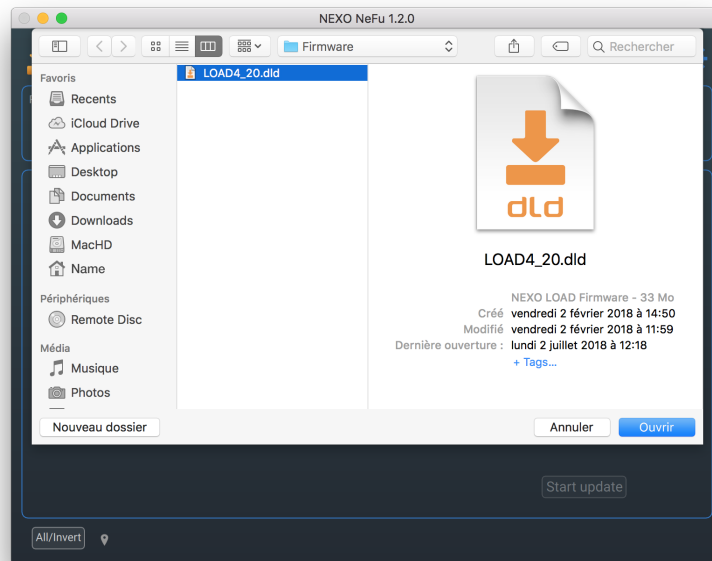 NEXO NeFu 1.2.0
Firmware
Rechercher
Favoris
Recents
iCloud Drive
Applications
Desktop
Documents
Downloads
MacHD
Name
Périphériques
Remote Disc
Média
Musique
Photos
LOAD4_20.dld
dld
LOAD4_20.dld
NEXO LOAD Firmware - 33 Mo
Créé vendredi 2 février 2018 à 14:50
Modifié vendredi 2 février 2018 à 11:59
Dernière ouverture : lundi 2 juillet 2018 à 12:18
+ Tags...
Nouveau dossier
Annuler
Ouvrir
Start update
All/Invert